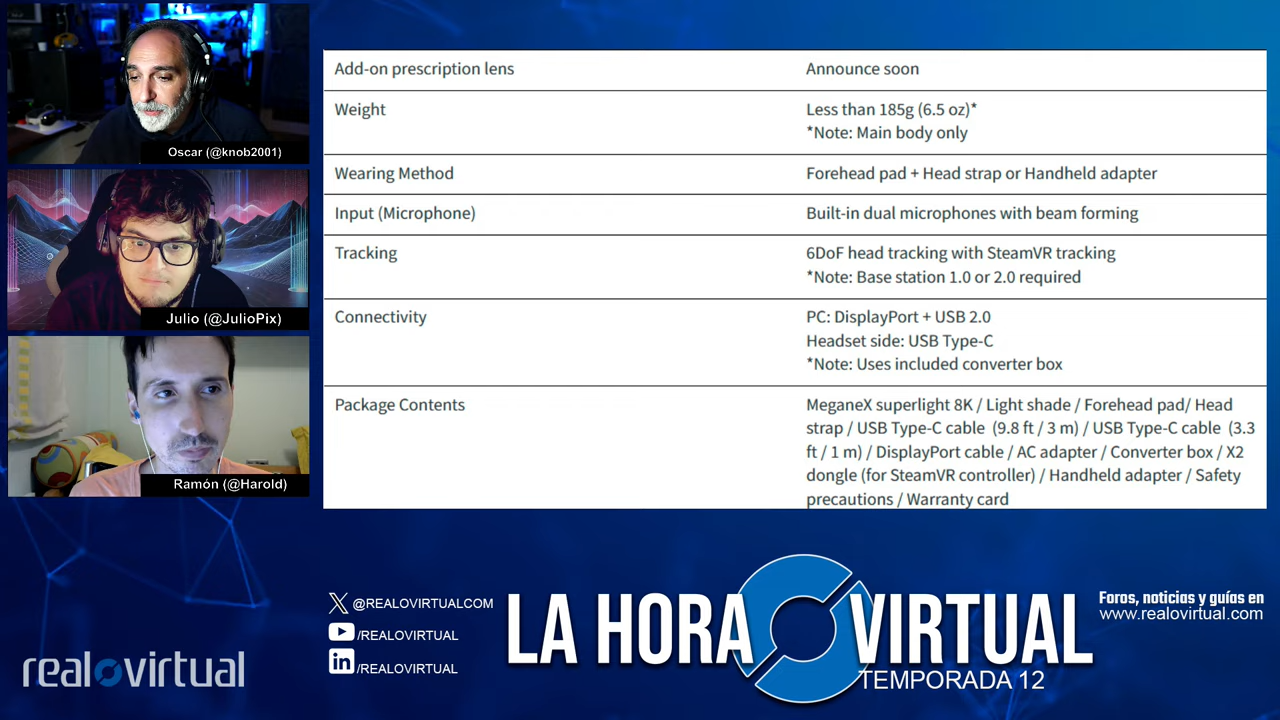 Oscar (@knob2001)
Julio (@JulioPix)
Ramón (@Harold)
Add-on prescription lens
Announce soon
Weight
Less than 185g (6.5 oz)*
*Note: Main body only
Wearing Method
Forehead pad + Head strap or Handheld adapter
Input (Microphone)
Built-in dual microphones with beam forming
Tracking
6DoF head tracking with SteamVR tracking
*Note: Base station 1.0 or 2.0 required
Connectivity
PC: DisplayPort + USB 2.0
Headset side: USB Type-C
*Note: Uses included converter box
Package Contents
MeganeX superlight 8K / Light shade / Forehead pad/ Head
strap / USB Type-C cable (9.8 ft / 3 m) / USB Type-C cable (3.3
ft / 1 m) / DisplayPort cable / AC adapter / Converter box / X2
dongle (for SteamVR controller) / Handheld adapter / Safety
precautions / Warranty card
realovirtual
@REALOVIRTUALCOM
/REALOVIRTUAL
/REALOVIRTUAL
LA HORA VIRTUAL
TEMPORADA 12
Foros, noticias y guías en
www.realovirtual.com